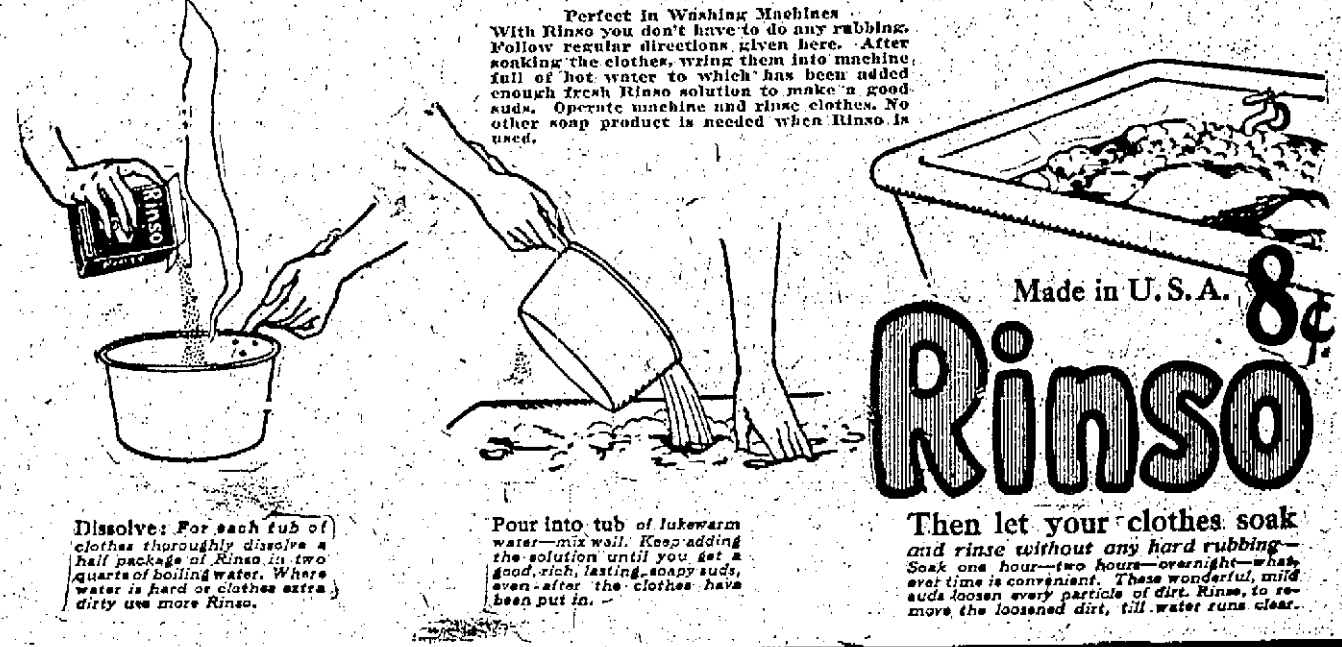 Perfect in Washing Machines
With Rinso you don't have to do any rubbing.
Follow regular directions given here. After
soaking the clothes, wring them into machine
full of hot water to which has been added
enough fresh Rinso solution to make a good
suds. Operate machine and rinse clothes. No
other soap product is needed when Rinso is
used.
Rinso
Made in U.S.A.
8¢
Rinso
Dissolve: For each tub of
clothes thoroughly dissolve a
half package of Rinso in two
quarts of boiling water. Where
water is hard or clothes extra
dirty use more Rinso.
Pour into tub of lukewarm
water—mix well. Keep adding
the solution until you get a
good, rich, lasting, soapy suds,
even after the clothes have
been put in.
Then let your clothes soak
and rinse without any hard rubbing—
Soak one hour—two hours—overnight—what-
ever time is convenient. These wonderful, mild
suds loosen every particle of dirt. Rinse, to re-
move the loosened dirt, till water runs clear.